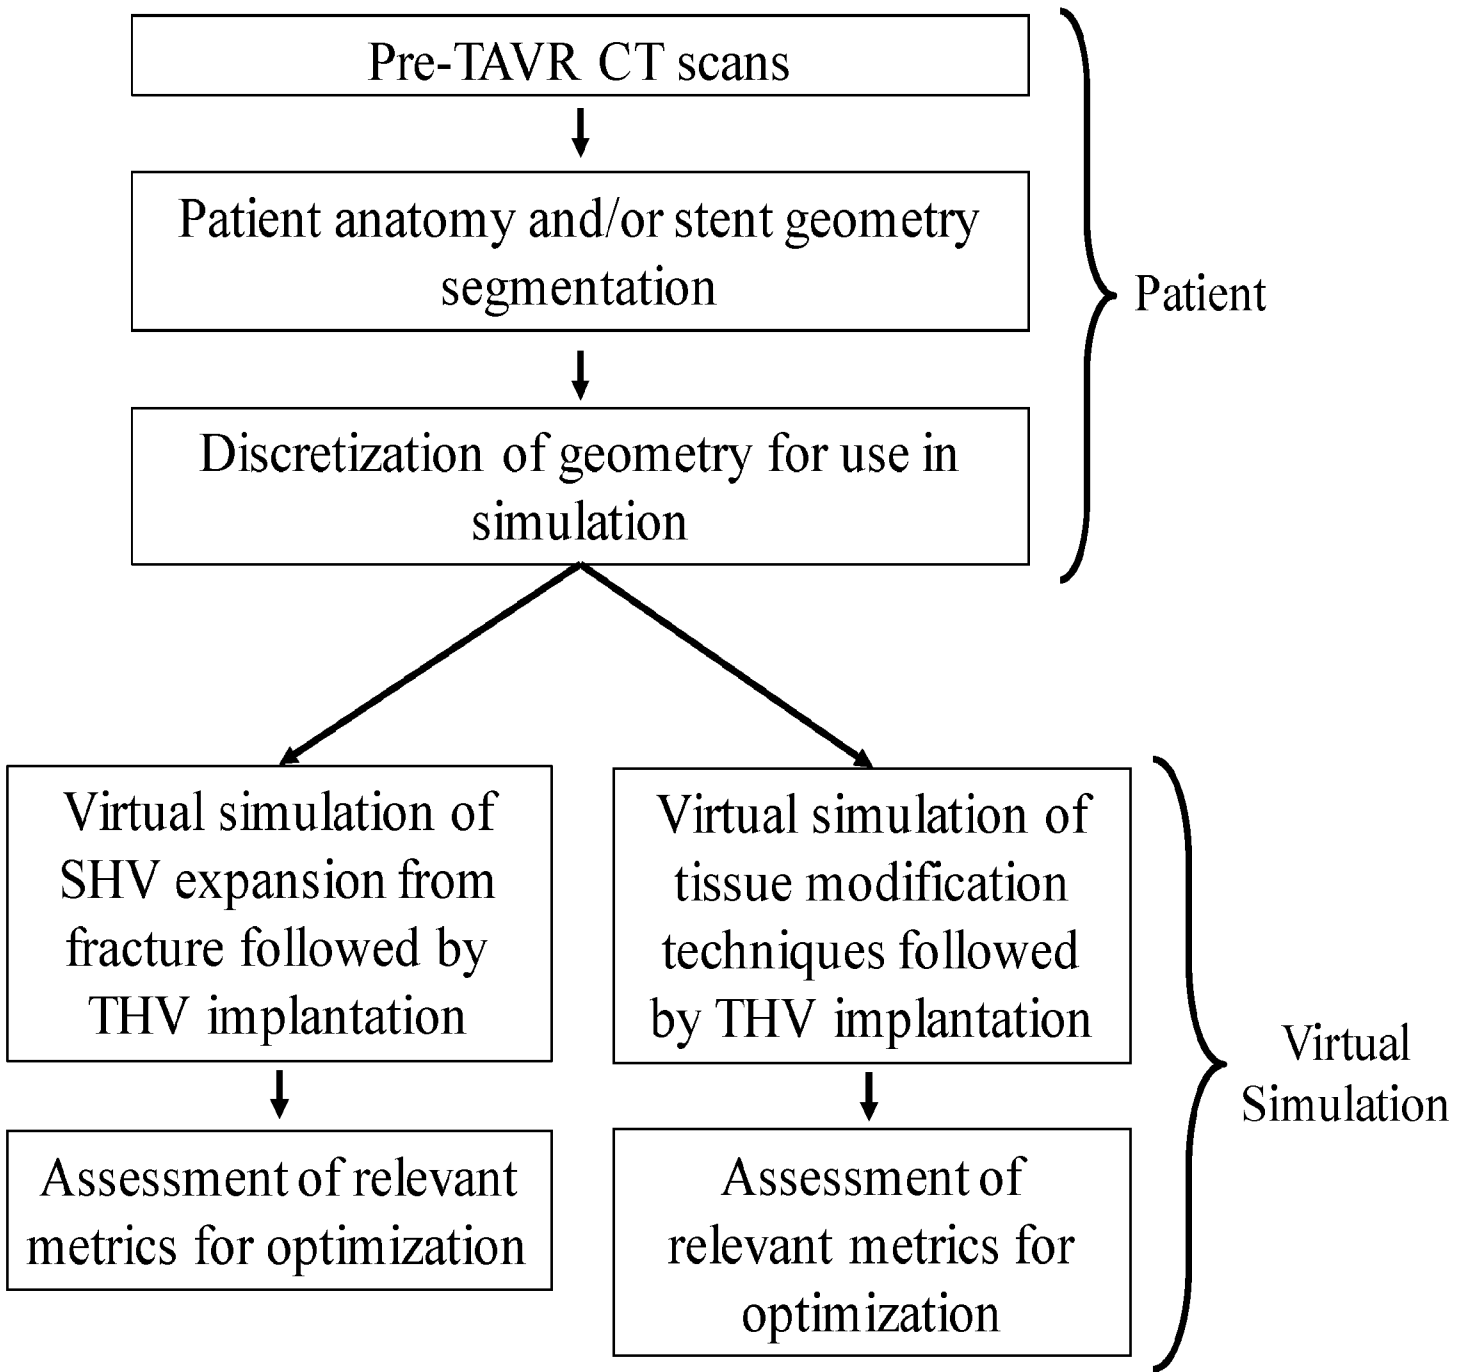 Pre-TAVR CT scans
Patient anatomy and/or stent geometry
segmentation
Patient
Discretization of geometry for use in
simulation
Virtual simulation of
SHV expansion from
fracture followed by
THV implantation
Virtual simulation of
tissue modification
techniques followed
by THV implantation
Virtual
Simulation
Assessment of relevant
metrics for optimization
Assessment of
relevant metrics for
optimization